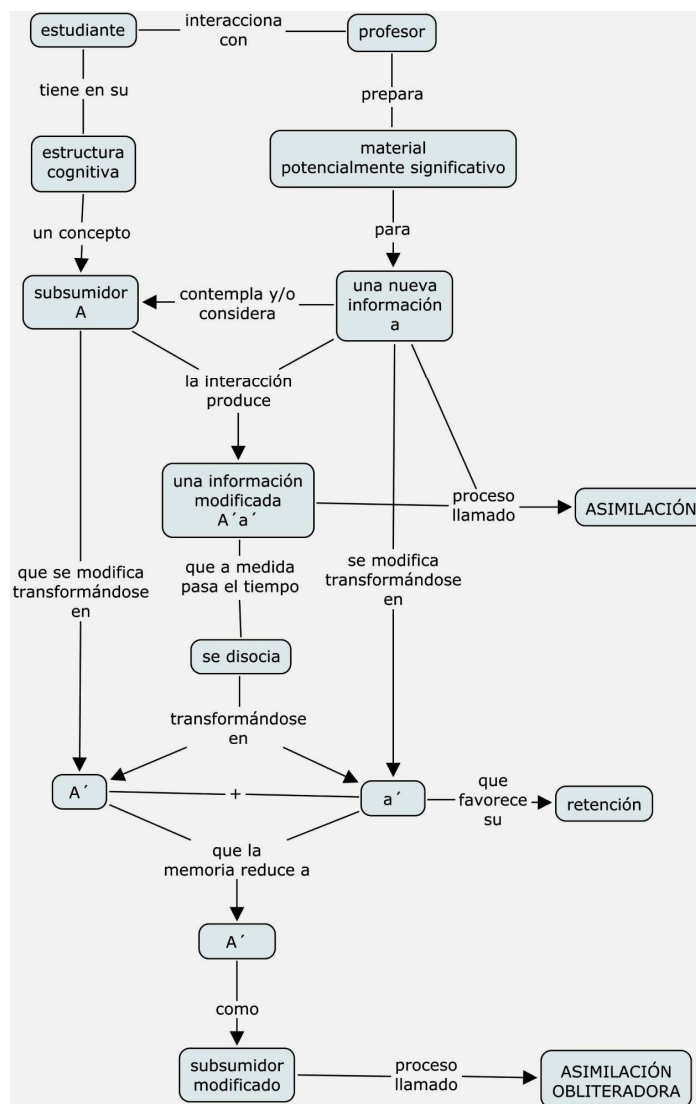 estudiante
interacciona
con
profesor
tiene en su
prepara
estructura
cognitiva
material
potencialmente significativo
un concepto
para
subsumidor
A
contempla y/o
considera
una nueva
información
a
la interacción
produce
una información
modificada
A´a´
proceso
llamado
ASIMILACIÓN
que se modifica
transformándose
en
que a medida
pasa el tiempo
se modifica
transformándose
en
se disocia
transformándose
en
A´
+
a´
que
favorece
su
retención
que la
memoria reduce a
A´
como
subsumidor
modificado
proceso
llamado
ASIMILACIÓN
OBLITERADORA